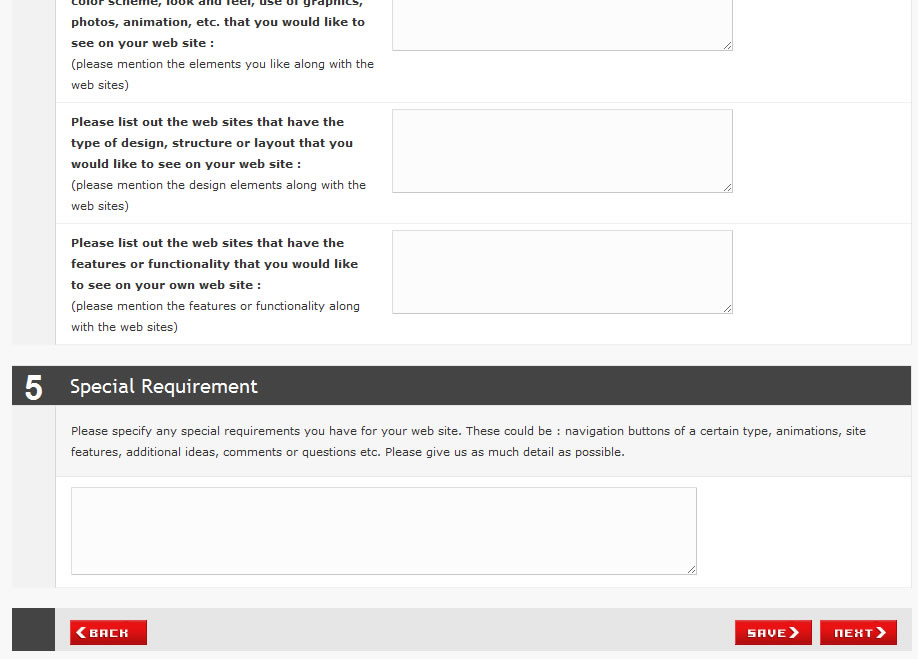 color scheme, look and feel, use of graphics,
photos, animation, etc. that you would like to
see on your web site :
(please mention the elements you like along with the
web sites)
Please list out the web sites that have the
type of design, structure or layout that you
would like to see on your web site :
(please mention the design elements along with the
web sites)
Please list out the web sites that have the
features or functionality that you would like
to see on your own web site :
(please mention the features or functionality along
with the web sites)
5 Special Requirement
Please specify any special requirements you have for your web site. These could be : navigation buttons of a certain type, animations, site
features, additional ideas, comments or questions etc. Please give us as much detail as possible.
BACK SAVE NEXT